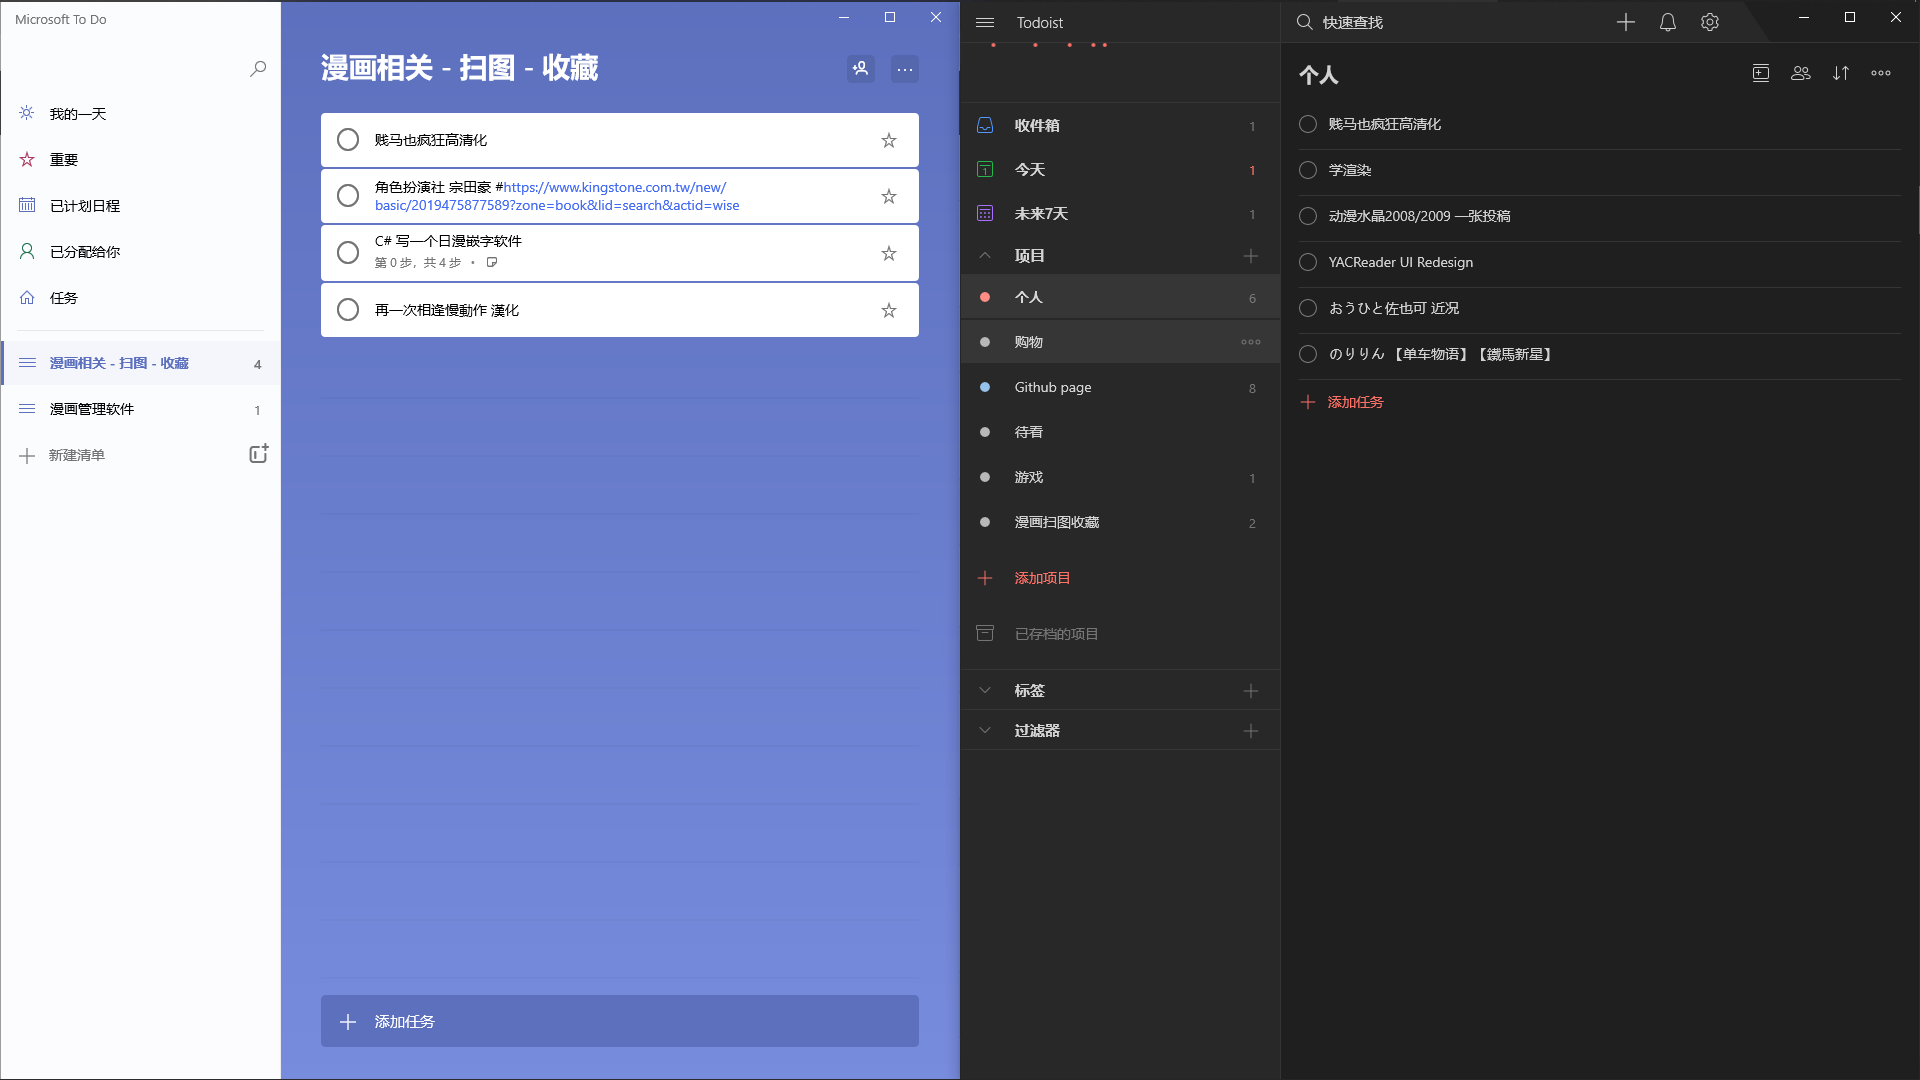 Microsoft To Do
我的一天
重要
已计划日程
已分配给你
任务
漫画相关 - 扫图 - 收藏
4
漫画管理软件
1
新建清单
漫画相关 - 扫图 - 收藏
贱马也疯狂高清化
角色扮演社 宗田豪 #https://www.kingstone.com.tw/new/
basic/2019475877589?zone=book&lid=search&actid=wise
C# 写一个日漫嵌字软件
第 0 步，共 4 步 •
再一次相逢慢動作 漢化
添加任务
Todoist
收件箱
1
今天
1
未来7天
1
项目
个人
6
购物
Github page
8
待看
游戏
1
漫画扫图收藏
2
添加项目
已存档的项目
标签
过滤器
快速查找
个人
贱马也疯狂高清化
学渲染
动漫水晶2008/2009 一张投稿
YACReader UI Redesign
おうひと佐也可 近况
のりりん 【单车物语】【鐵馬新星】
添加任务